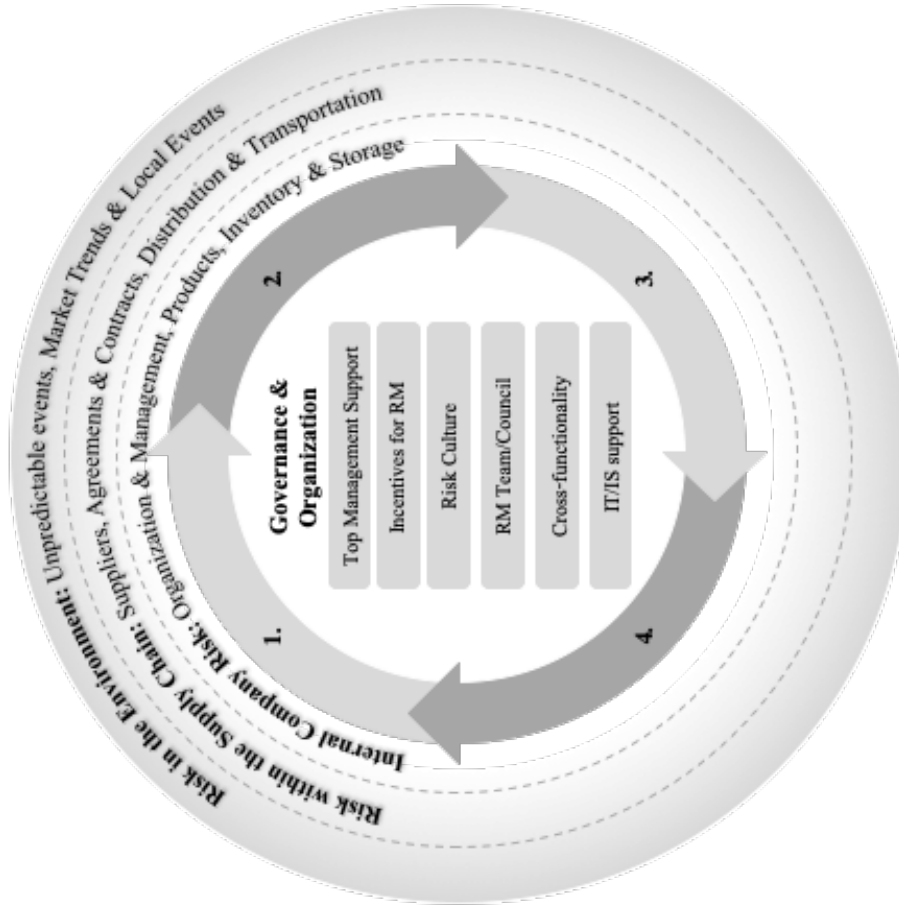 Risk in the Environment: Unpredictable events, Market Trends & Local Events
Risk within the Supply Chain: Suppliers, Agreements & Contracts, Distribution & Transportation
Internal Company Risk: Organization & Management, Products, Inventory & Storage
1.
2.
3.
4.
Governance &
Organization
Top Management Support
Incentives for RM
Risk Culture
RM Team/Council
Cross-functionality
IT/IS support